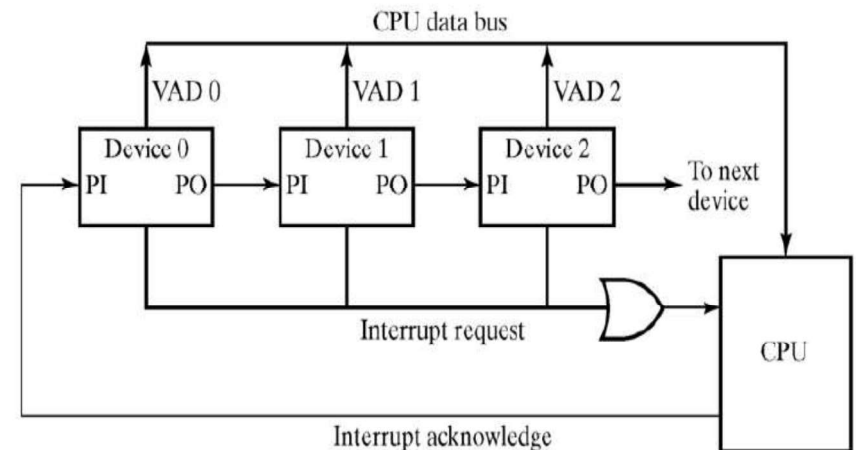 CPU data bus
VAD 0
VAD 1
VAD 2
Device 0
Device 1
Device 2
PI
PO
PI
PO
PI
PO
To next
device
Interrupt request
CPU
Interrupt acknowledge